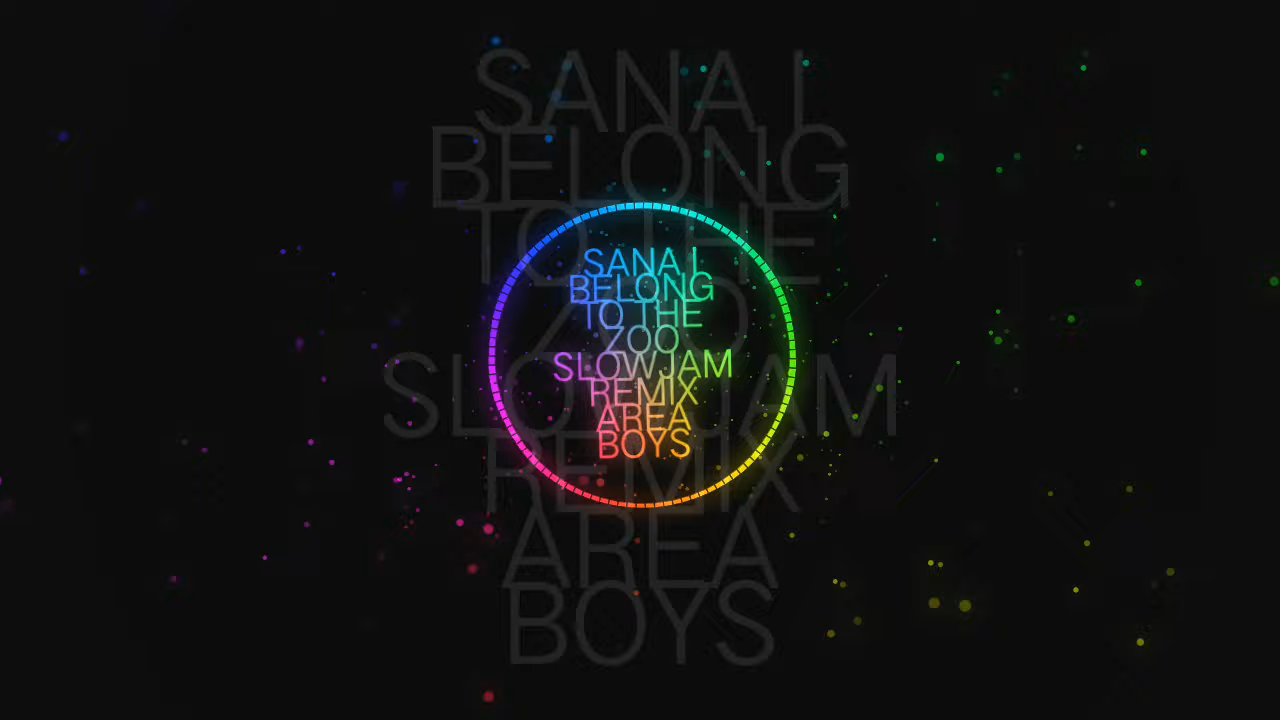 SANA I
BELONG
TO THE
ZOO
SLOWJAM
REMIX
AREA
BOYS
SANA I
BELONG
TO THE
ZOO
SLOWJAM
REMIX
AREA
BOYS